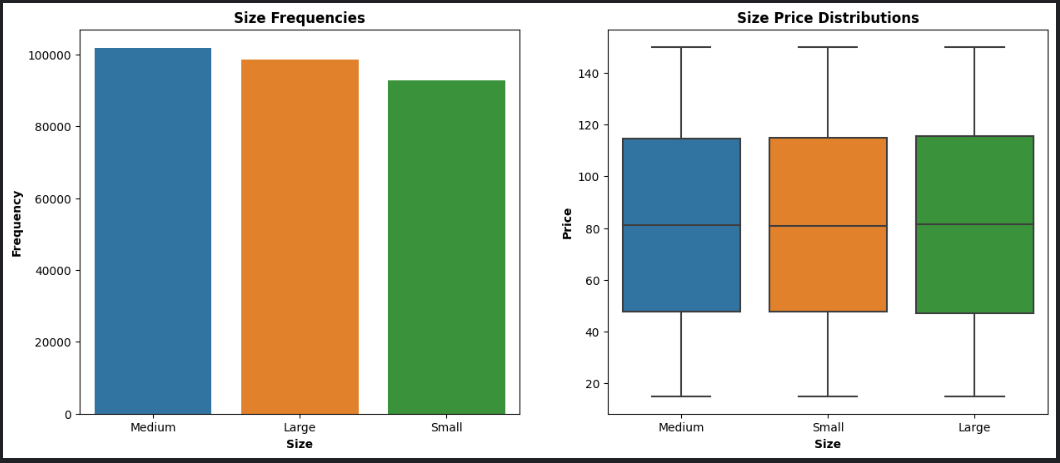 Size Frequencies
Frequency
100000
80000
60000
40000
20000
0
Medium
Large
Small
Size
Size Price Distributions
Price
140
120
100
80
60
40
20
Medium
Small
Large
Size